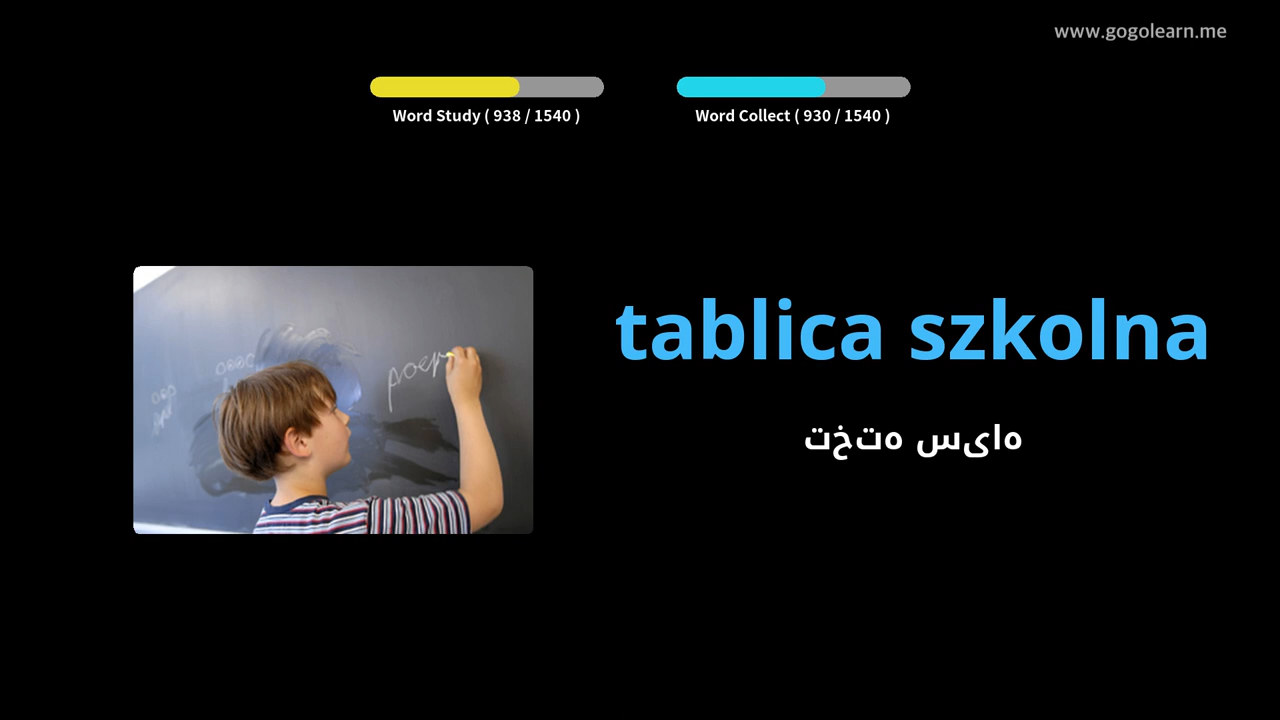 www.gogolearn.me
Word Study ( 938 / 1540 )
Word Collect ( 930 / 1540 )
tablica szkolna
تخته سیاه